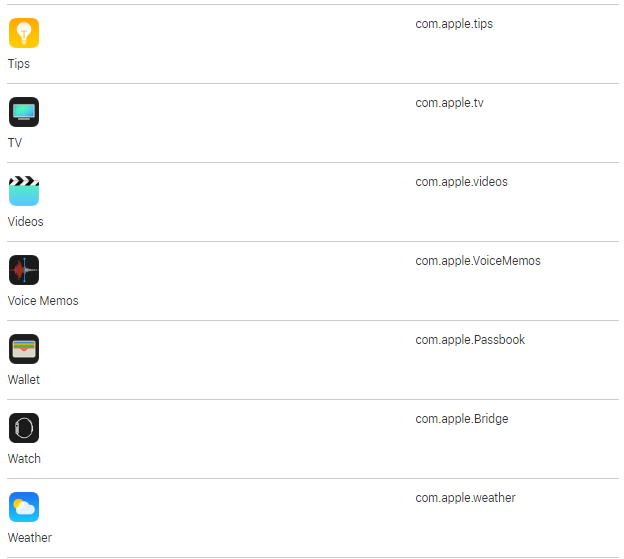 com.apple.tips
Tips
com.apple.tv
TV
com.apple.videos
Videos
com.apple.VoiceMemos
Voice Memos
com.apple.Passbook
Wallet
com.apple.Bridge
Watch
com.apple.weather
Weather